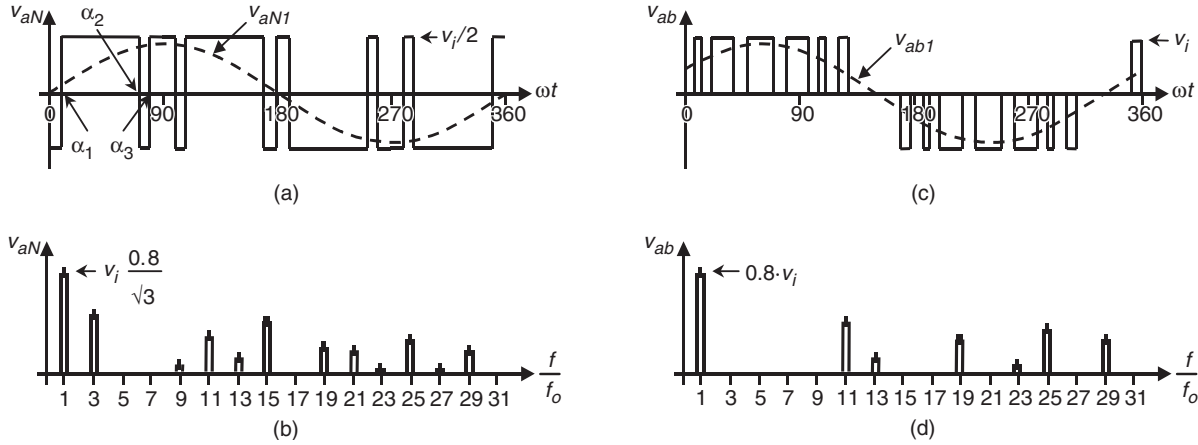 v_aN
α₂
v_aN1
v_i/2
ωt
0 90 180 270 360
α₁ α₃
(a)
v_ab
v_ab1
v_i
ωt
0 90 180 270 360
(c)
v_aN
v_i 0.8/√3
f/f_o
1 3 5 7 9 11 13 15 17 19 21 23 25 27 29 31
(b)
v_ab
0.8·v_i
f/f_o
1 3 5 7 9 11 13 15 17 19 21 23 25 27 29 31
(d)